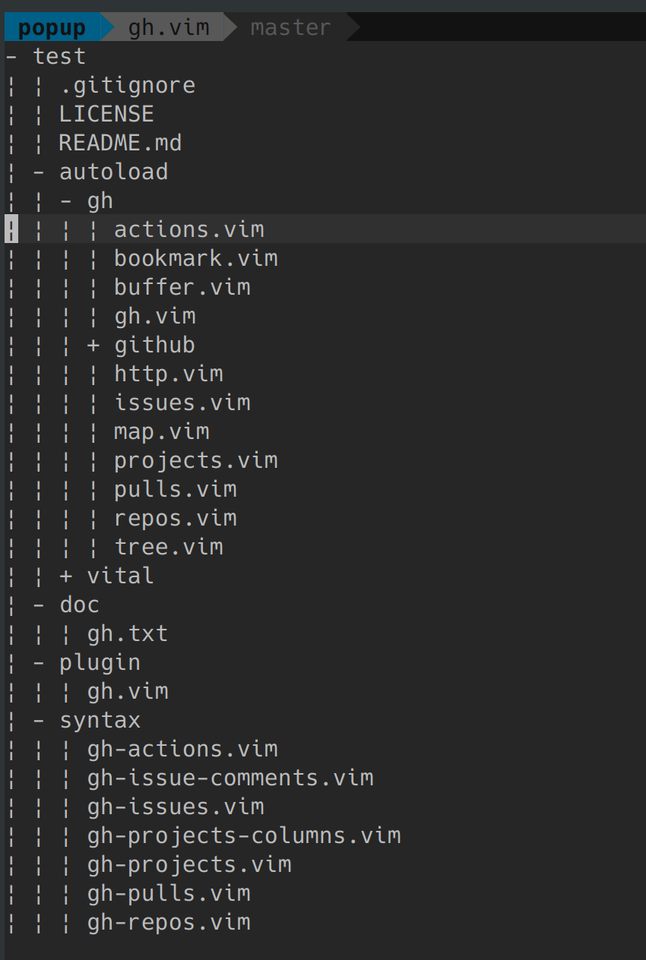 popup gh.vim master
- test
¦ ¦ .gitignore
¦ ¦ LICENSE
¦ ¦ README.md
¦ - autoload
¦ ¦ - gh
¦ ¦ ¦ ¦ actions.vim
¦ ¦ ¦ ¦ bookmark.vim
¦ ¦ ¦ ¦ buffer.vim
¦ ¦ ¦ ¦ gh.vim
¦ ¦ ¦ + github
¦ ¦ ¦ ¦ http.vim
¦ ¦ ¦ ¦ issues.vim
¦ ¦ ¦ ¦ map.vim
¦ ¦ ¦ ¦ projects.vim
¦ ¦ ¦ ¦ pulls.vim
¦ ¦ ¦ ¦ repos.vim
¦ ¦ ¦ ¦ tree.vim
¦ ¦ + vital
¦ - doc
¦ ¦ ¦ gh.txt
¦ - plugin
¦ ¦ ¦ gh.vim
¦ - syntax
¦ ¦ ¦ gh-actions.vim
¦ ¦ ¦ gh-issue-comments.vim
¦ ¦ ¦ gh-issues.vim
¦ ¦ ¦ gh-projects-columns.vim
¦ ¦ ¦ gh-projects.vim
¦ ¦ ¦ gh-pulls.vim
¦ ¦ ¦ gh-repos.vim